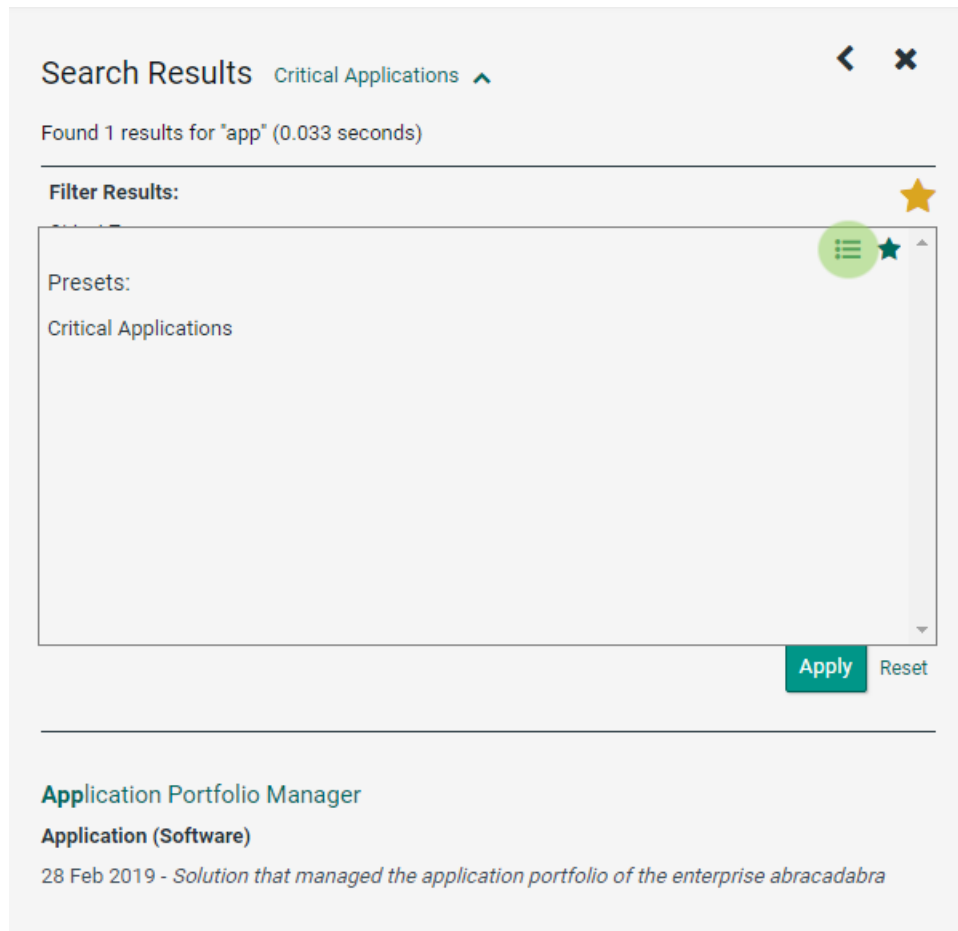 Search Results Critical Applications
Found 1 results for "app" (0.033 seconds)
Filter Results:
Presets:
Critical Applications
Apply Reset
Application Portfolio Manager
Application (Software)
28 Feb 2019 - Solution that managed the application portfolio of the enterprise abracadabra